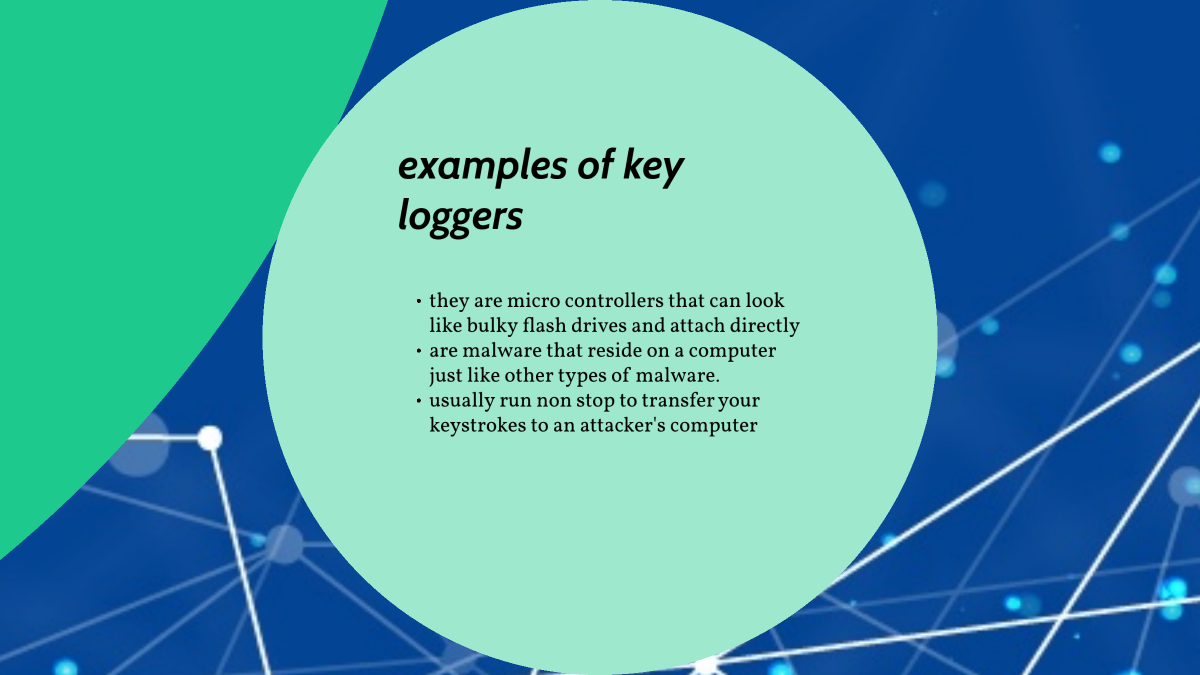 examples of key
loggers
• they are micro controllers that can look
like bulky flash drives and attach directly
• are malware that reside on a computer
just like other types of malware.
• usually run non stop to transfer your
keystrokes to an attacker's computer